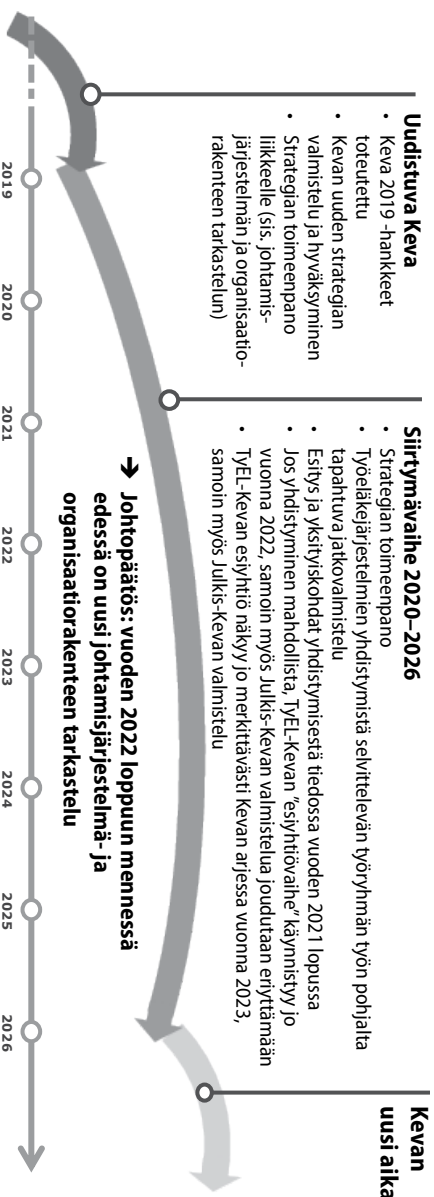 Uudistuva Keva
• Keva 2019 -hankkeet
toteutettu
• Kevan uuden strategian
valmistelu ja hyväksyminen
• Strategian toimeenpano
liikkeelle (sis. johtamis-
järjestelmän ja organisaatio-
rakenteen tarkastelun)
Siirtymävaihe 2020–2026
• Strategian toimeenpano
• Työeläkejärjestelmien yhdistymistä selvittelevän työryhmän työn pohjalta
tapahtuva jatkovalmistelu
• Esitys ja yksityiskohdat yhdistymisestä tiedossa vuoden 2021 lopussa
• Jos yhdistyminen mahdollista, TyEL-Kevan ”esiyhtiövaihe” käynnistyy jo
vuonna 2022, samoin myös Julkis-Kevan valmistelua joudutaan eriyttämään
• TyEL-Kevan esiyhtiö näkyy jo merkittävästi Kevan arjessa vuonna 2023,
samoin myös Julkis-Kevan valmistelu
➔ Johtopäätös: vuoden 2022 loppuun mennessä
edessä on uusi johtamisjärjestelmä- ja
organisaatiorakenteen tarkastelu
Kevan
uusi aika
2019 2020 2021 2022 2023 2024 2025 2026